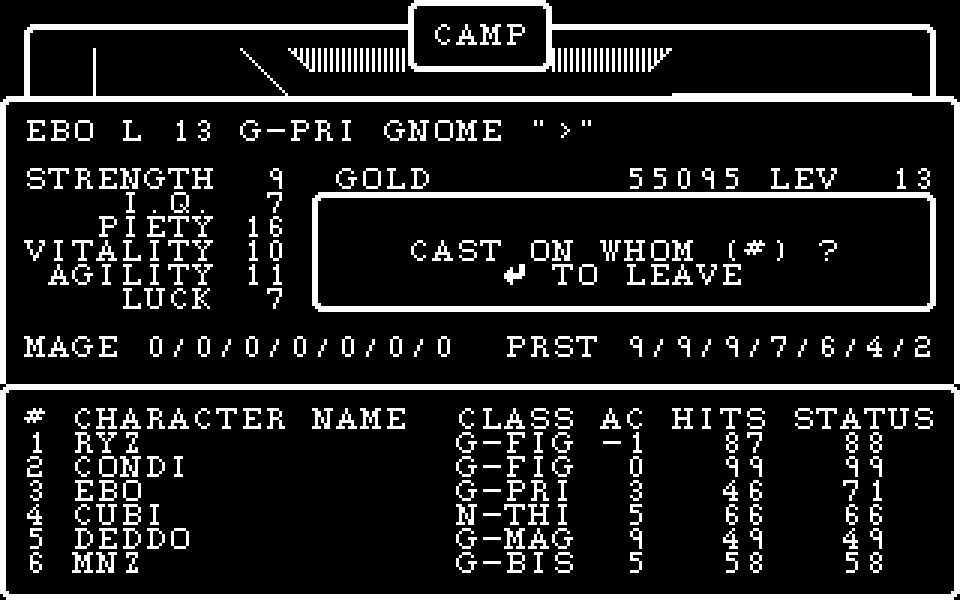 CAMP
EBO L 13 G-PRI GNOME ">"
STRENGTH 9 GOLD 55095 LEV 13
I.Q. 7
PIETY 16
VITALITY 10 CAST ON WHOM (#) ?
AGILITY 11 ↵ TO LEAVE
LUCK 7
MAGE 0/0/0/0/0/0/0 PRST 9/9/9/7/6/4/2
# CHARACTER NAME CLASS AC HITS STATUS
1 RYZ G-FIG -1 87 88
2 CONDI G-FIG 0 99 99
3 EBO G-PRI 3 46 71
4 CUBI N-THI 5 66 66
5 DEDDO G-MAG 9 49 49
6 MNZ G-BIS 5 58 58